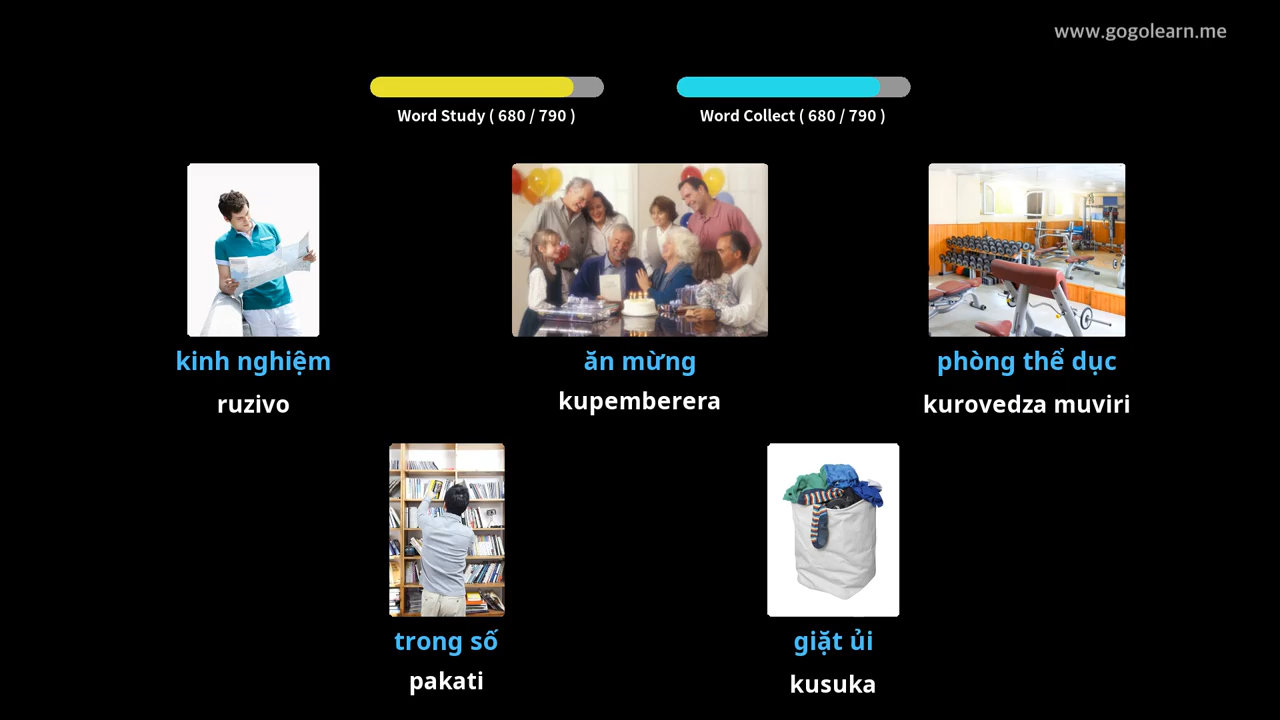 www.gogolearn.me
Word Study ( 680 / 790 )
Word Collect ( 680 / 790 )
kinh nghiệm
ruzivo
ăn mừng
kupemberera
phòng thể dục
kurovedza muviri
trong số
pakati
giặt ủi
kusuka